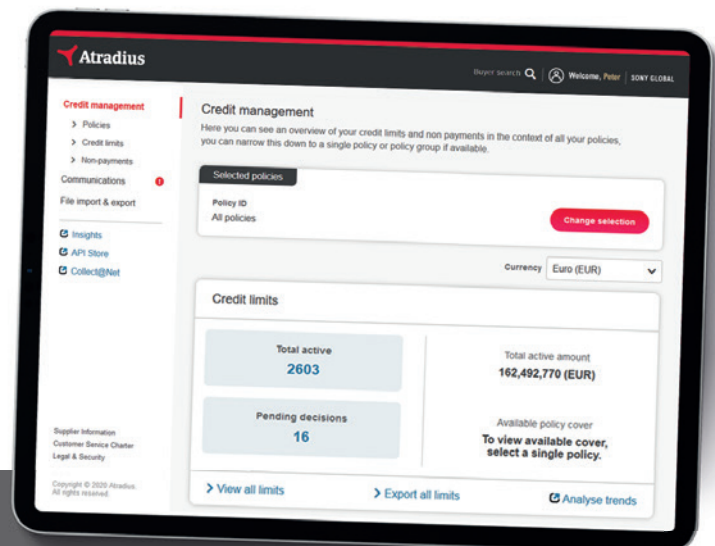 Atradius
Buyer search
Welcome, Peter
SONY GLOBAL
Credit management
> Policies
> Credit limits
> Non-payments
Communications
!
File import & export
Insights
API Store
Collect@Net
Supplier Information
Customer Service Charter
Legal & Security
Copyright © 2020 Atradius.
All rights reserved.
Credit management
Here you can see an overview of your credit limits and non payments in the context of all your policies,
you can narrow this down to a single policy or policy group if available.
Selected policies
Policy ID
All policies
Change selection
Currency
Euro (EUR)
Credit limits
Total active
2603
Total active amount
162,492,770 (EUR)
Pending decisions
16
Available policy cover
To view available cover,
select a single policy.
> View all limits
> Export all limits
Analyse trends